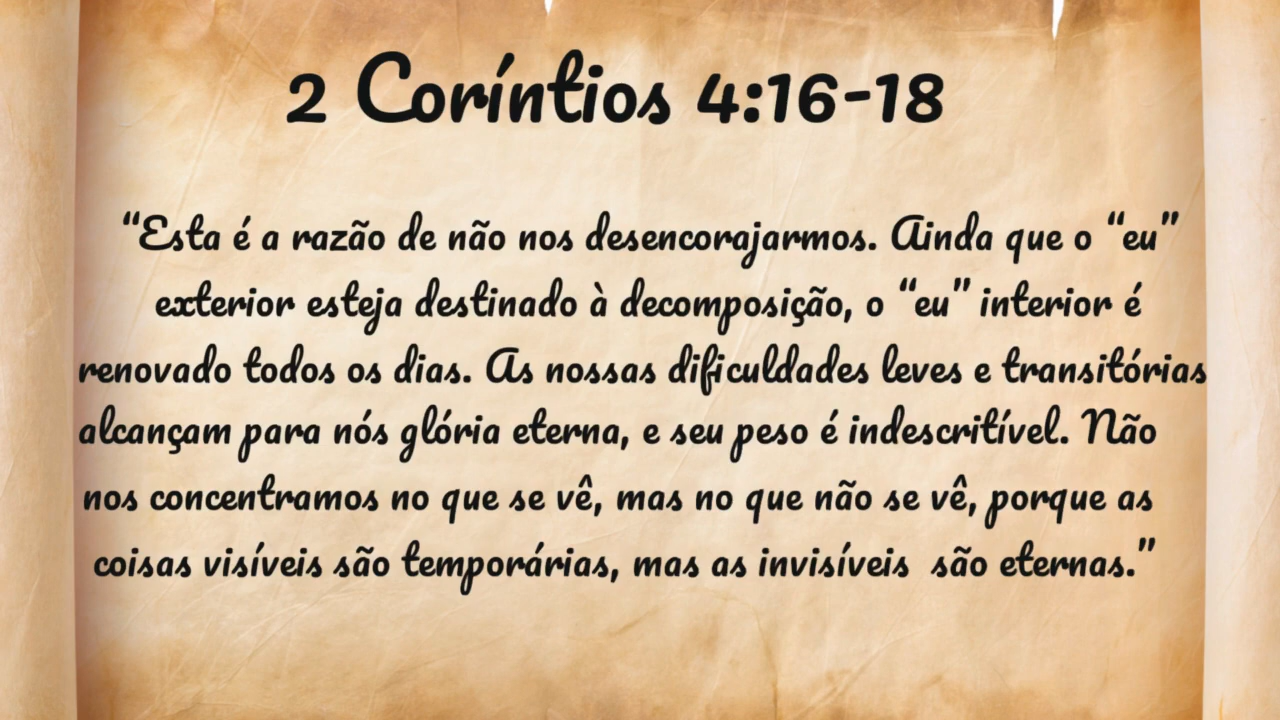 2 Coríntios 4:16-18
“Esta é a razão de não nos desencorajarmos. Ainda que o “eu”
exterior esteja destinado à decomposição, o “eu” interior é
renovado todos os dias. As nossas dificuldades leves e transitórias
alcançam para nós glória eterna, e seu peso é indescritível. Não
nos concentramos no que se vê, mas no que não se vê, porque as
coisas visíveis são temporárias, mas as invisíveis  são eternas.”